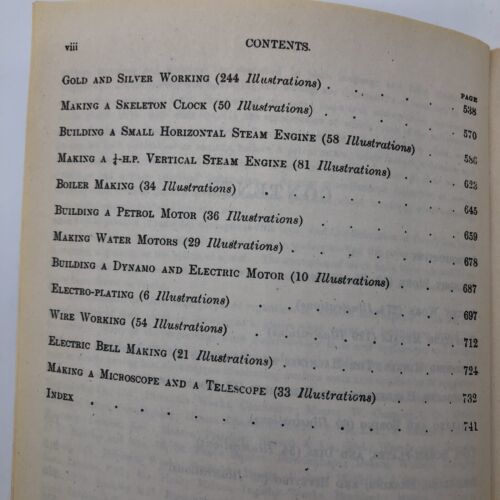 viii CONTENTS.
PAGE
Gold and Silver Working (244 Illustrations) . . . . . 538
Making a Skeleton Clock (50 Illustrations) . . . . . 570
Building a Small Horizontal Steam Engine (58 Illustrations) . 586
Making a ¼-H.P. Vertical Steam Engine (81 Illustrations) . . 623
Boiler Making (34 Illustrations) . . . . . . . 645
Building a Petrol Motor (36 Illustrations) . . . . . 659
Making Water Motors (29 Illustrations) . . . . . . 678
Building a Dynamo and Electric Motor (10 Illustrations) . . 687
Electro-plating (6 Illustrations) . . . . . . 697
Wire Working (54 Illustrations) . . . . . . . 712
Electric Bell Making (21 Illustrations) . . . . . 724
Making a Microscope and a Telescope (33 Illustrations) . . . 732
Index . . . . . . . . . . 741